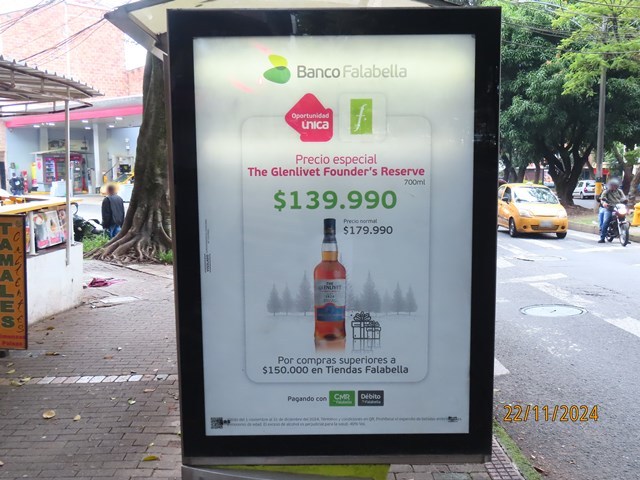 Banco Falabella
Oportunidad
única
f.
Precio especial
The Glenlivet Founder's Reserve
700ml
$139.990
Precio normal
$179.990
THE
GLENLIVET
Por compras superiores a
$150.000 en Tiendas Falabella
Pagando con
CMR
Débito
TAMALES
22/11/2024